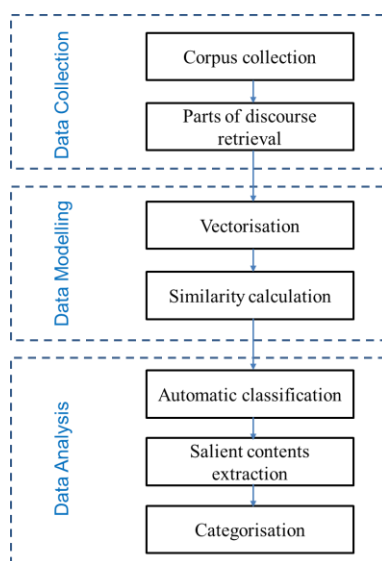 Data Collection
Corpus collection
Parts of discourse
retrieval
Data Modelling
Vectorisation
Similarity calculation
Data Analysis
Automatic classification
Salient contents
extraction
Categorisation